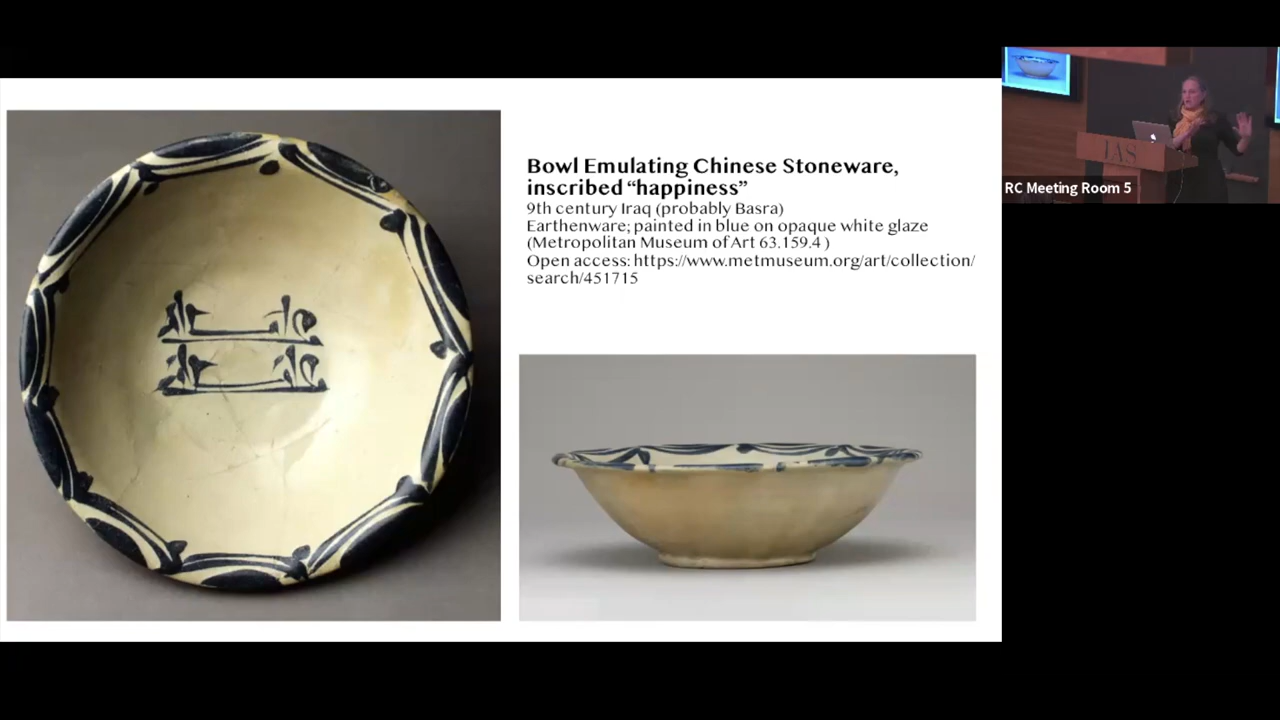 Bowl Emulating Chinese Stoneware,
inscribed “happiness”
9th century Iraq (probably Basra)
Earthenware; painted in blue on opaque white glaze
(Metropolitan Museum of Art 63.159.4 )
Open access: https://www.metmuseum.org/art/collection/
search/451715
IAS
RC Meeting Room 5